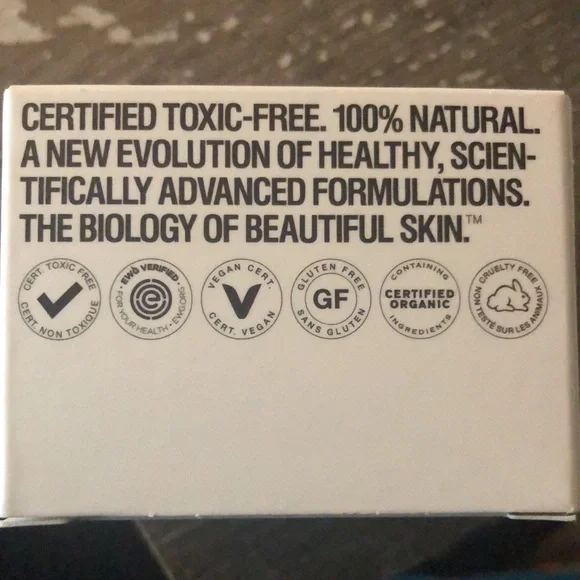 CERTIFIED TOXIC-FREE. 100% NATURAL.
A NEW EVOLUTION OF HEALTHY, SCIEN-
TIFICALLY ADVANCED FORMULATIONS.
THE BIOLOGY OF BEAUTIFUL SKIN.™
CERT. TOXIC FREE
CERT. NON TOXIQUE
EWG VERIFIED
FOR YOUR HEALTH • EWG.ORG
VEGAN CERT.
V
CERT. VEGAN
GLUTEN FREE
GF
SANS GLUTEN
CONTAINING
CERTIFIED
ORGANIC
INGREDIENTS
CRUELTY FREE
NON TESTÉ SUR LES ANIMAUX